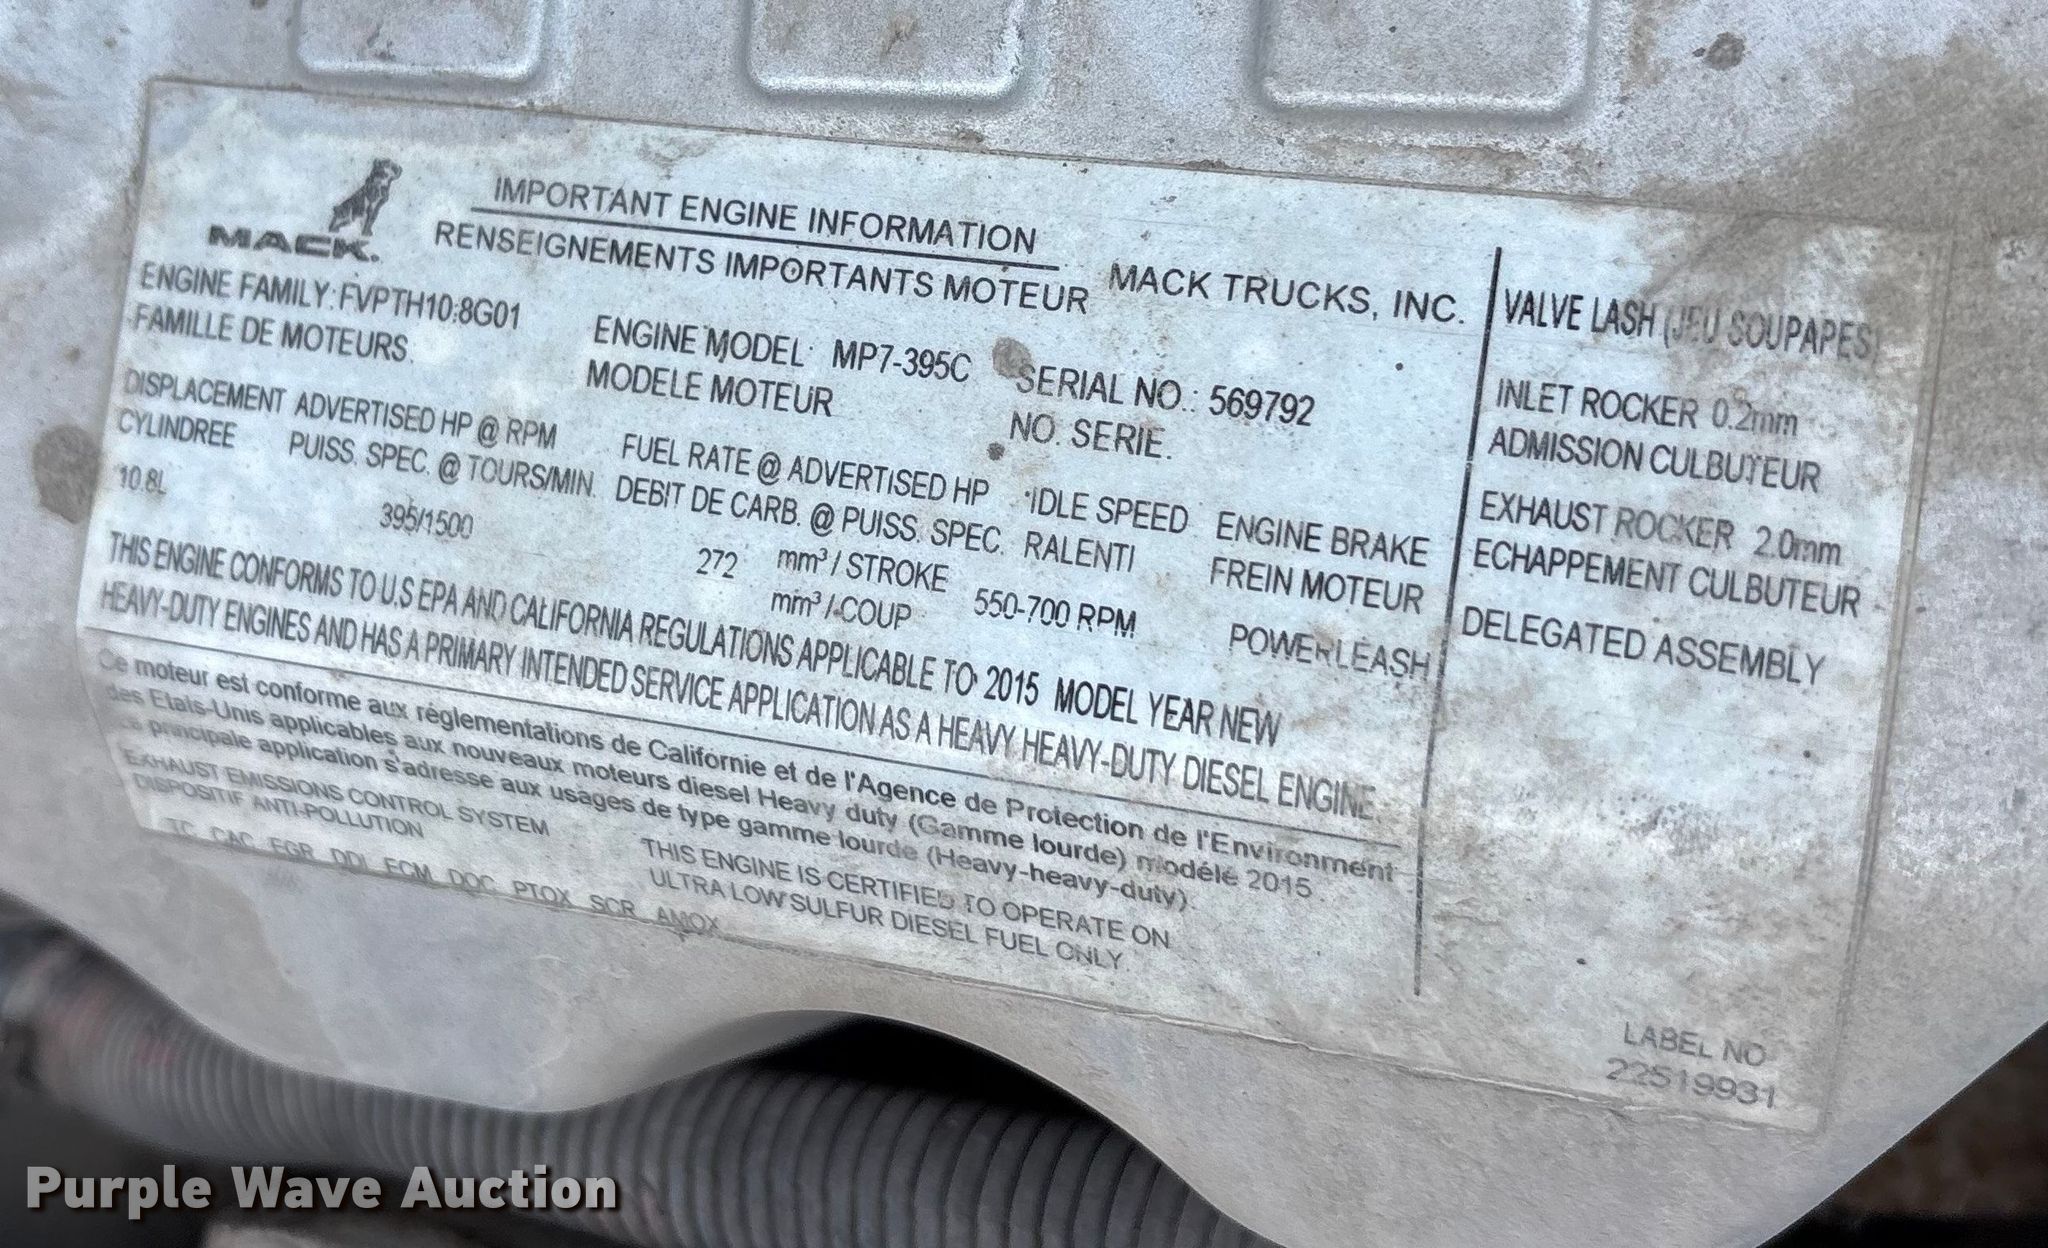 MACK.
IMPORTANT ENGINE INFORMATION
RENSEIGNEMENTS IMPORTANTS MOTEUR
MACK TRUCKS, INC.
ENGINE FAMILY: FVPTH10.8G01
FAMILLE DE MOTEURS.
ENGINE MODEL: MP7-395C
MODELE MOTEUR
SERIAL NO.: 569792
NO. SERIE.
DISPLACEMENT
CYLINDREE
10.8L
ADVERTISED HP @ RPM
PUISS. SPEC. @ TOURS/MIN.
395/1500
FUEL RATE @ ADVERTISED HP
DEBIT DE CARB. @ PUISS. SPEC.
272 mm³ / STROKE
mm³ / COUP
IDLE SPEED
RALENTI
550-700 RPM
ENGINE BRAKE
FREIN MOTEUR
POWERLEASH
THIS ENGINE CONFORMS TO U.S EPA AND CALIFORNIA REGULATIONS APPLICABLE TO 2015 MODEL YEAR NEW
HEAVY-DUTY ENGINES AND HAS A PRIMARY INTENDED SERVICE APPLICATION AS A HEAVY HEAVY-DUTY DIESEL ENGINE.
Ce moteur est conforme aux réglementations de Californie et de l'Agence de Protection de l'Environment
des Etais-Unis applicables aux nouveaux moteurs diesel Heavy duty (Gamme lourde) modéle 2015.
La principale application s'adresse aux usages de type gamme lourde (Heavy-heavy-duty).
EXHAUST EMISSIONS CONTROL SYSTEM
DISPOSITIF ANTI-POLLUTION
TC, CAC, EGR, DDI, ECM, DOC, PTOX, SCR, AMOX
THIS ENGINE IS CERTIFIED TO OPERATE ON
ULTRA LOW SULFUR DIESEL FUEL ONLY.
VALVE LASH (JEU SOUPAPES)
INLET ROCKER 0.2mm
ADMISSION CULBUTEUR
EXHAUST ROCKER 2.0mm
ECHAPPEMENT CULBUTEUR
DELEGATED ASSEMBLY
LABEL NO
22519931
Purple Wave Auction